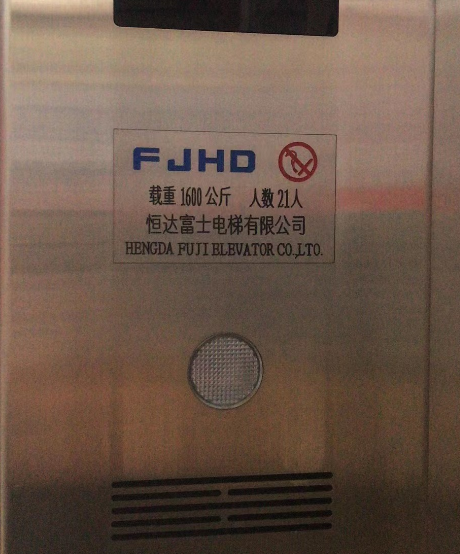 FJHD
载重 1600 公斤 人数 21人
恒达富士电梯有限公司
HENGDA FUJI ELEVATOR CO.,LTO.